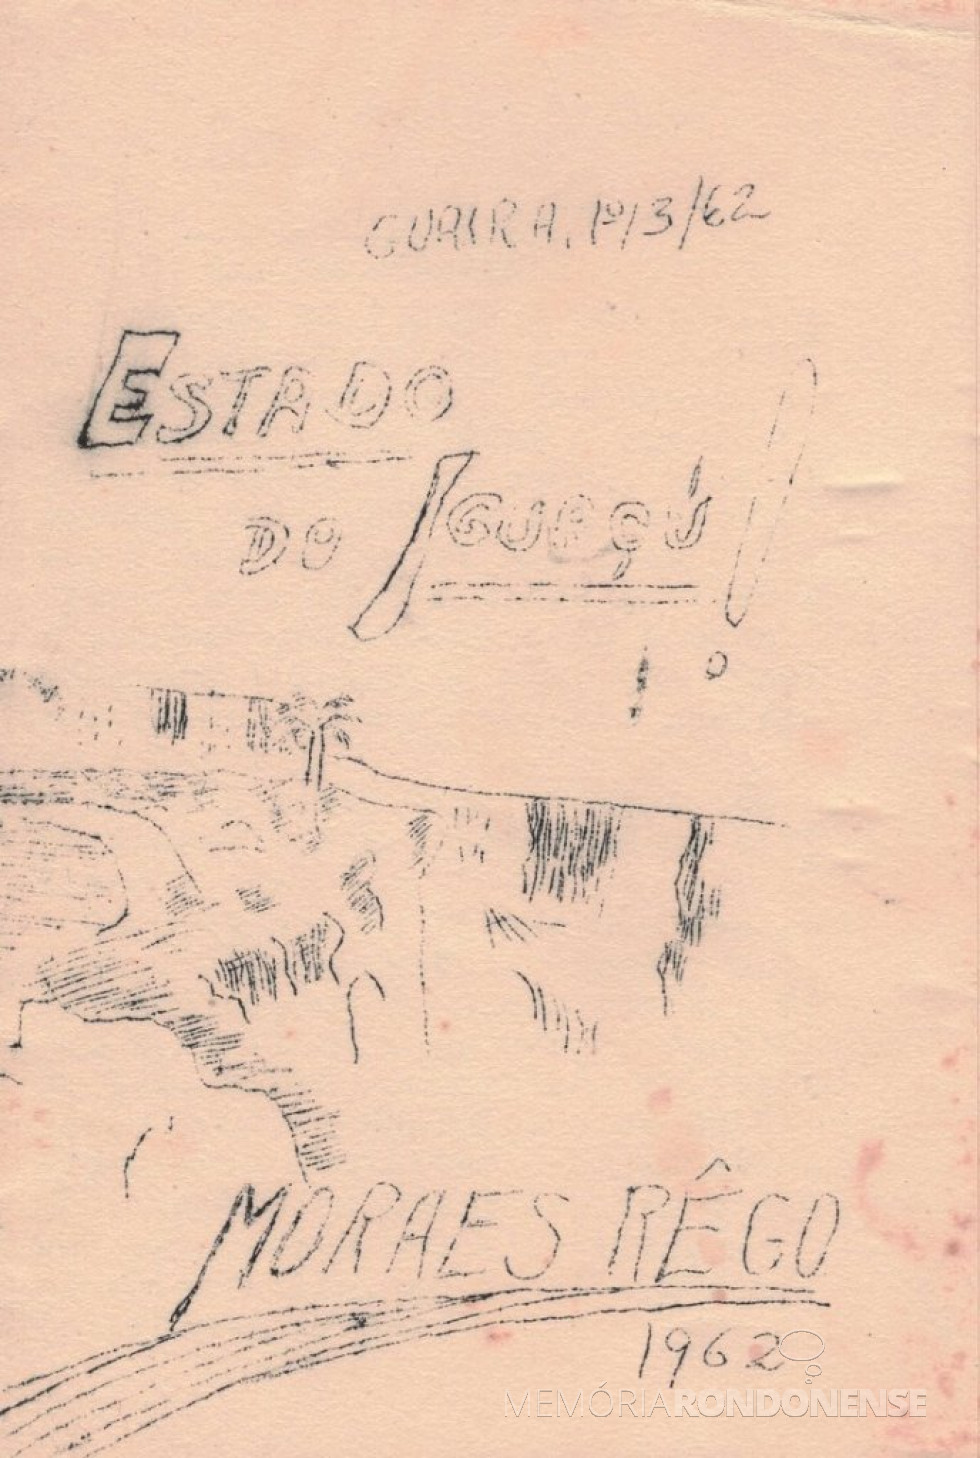 GUAIRA, 1º/3/62
ESTADO
DO IGUAÇÚ!
!
MORAES RÊGO
1962
MEMÓRIARONDONENSE